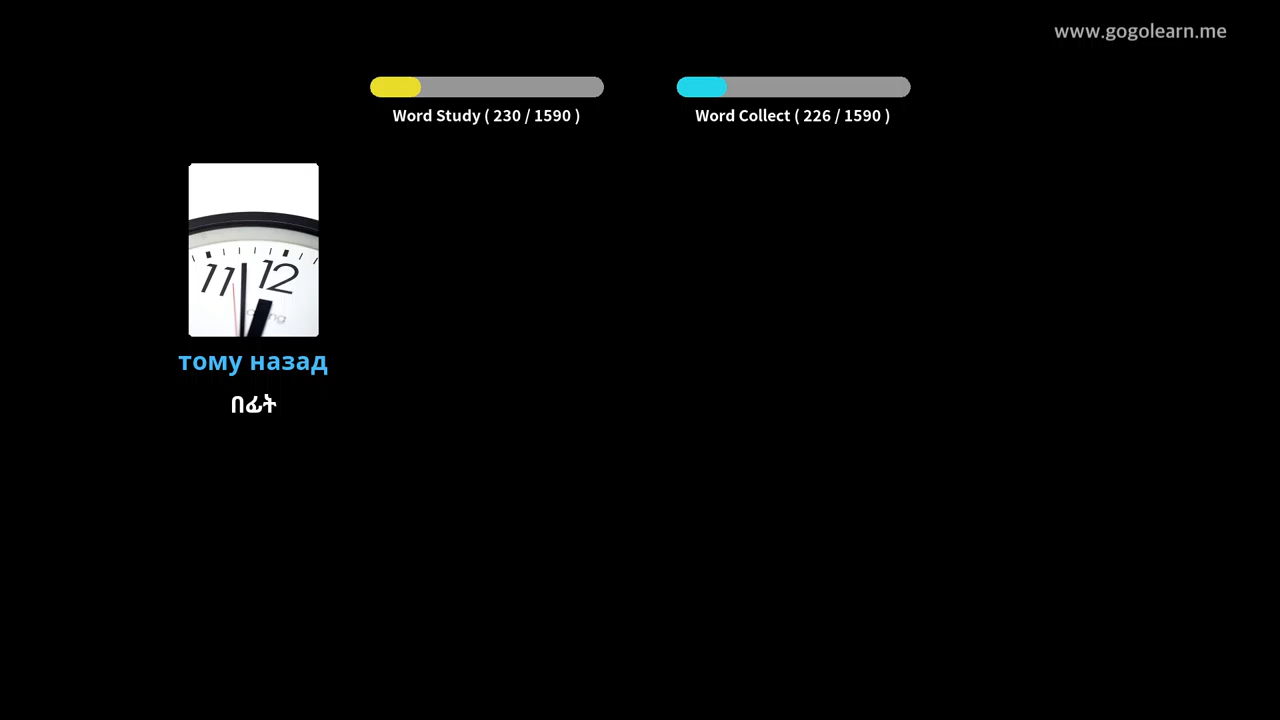 www.gogolearn.me
Word Study ( 230 / 1590 )
Word Collect ( 226 / 1590 )
11 12
тому назад
በፊት